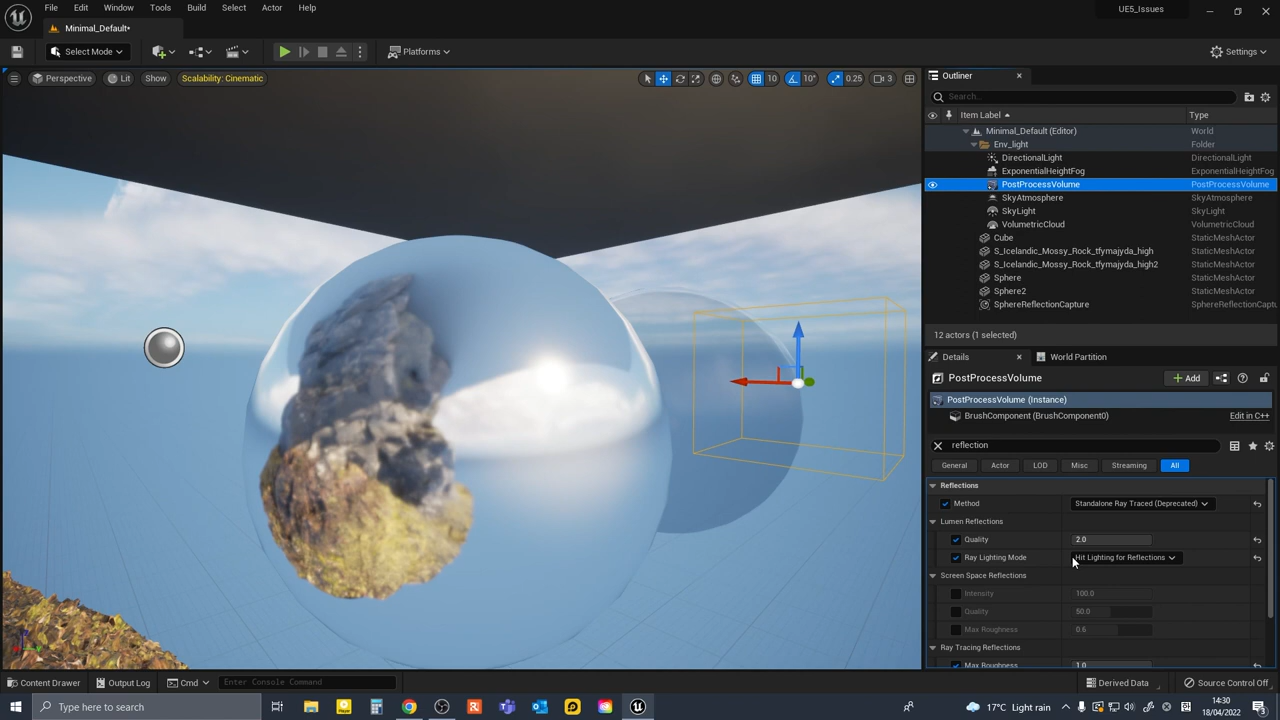 File Edit Window Tools Build Select Actor Help UE5_Issues
Minimal_Default•
Select Mode Platforms Settings
Perspective Lit Show Scalability: Cinematic 10 10° 0.25 3
Outliner
Search...
Item Label Type
Minimal_Default (Editor) World
Env_light Folder
DirectionalLight DirectionalLight
ExponentialHeightFog ExponentialHeightFog
PostProcessVolume PostProcessVolume
SkyAtmosphere SkyAtmosphere
SkyLight SkyLight
VolumetricCloud VolumetricCloud
Cube StaticMeshActor
S_Icelandic_Mossy_Rock_tfymajyda_high StaticMeshActor
S_Icelandic_Mossy_Rock_tfymajyda_high2 StaticMeshActor
Sphere StaticMeshActor
Sphere2 StaticMeshActor
SphereReflectionCapture SphereReflectionCaptu
12 actors (1 selected)
Details World Partition
PostProcessVolume Add
PostProcessVolume (Instance)
BrushComponent (BrushComponent0) Edit in C++
reflection
General Actor LOD Misc Streaming All
Reflections
Method Standalone Ray Traced (Deprecated)
Lumen Reflections
Quality 2.0
Ray Lighting Mode Hit Lighting for Reflections
Screen Space Reflections
Intensity 100.0
Quality 50.0
Max Roughness 0.6
Ray Tracing Reflections
Max Roughness 1.0
Content Drawer Output Log Cmd Enter Console Command Derived Data Source Control Off
Type here to search 17°C Light rain 14:30
18/04/2022